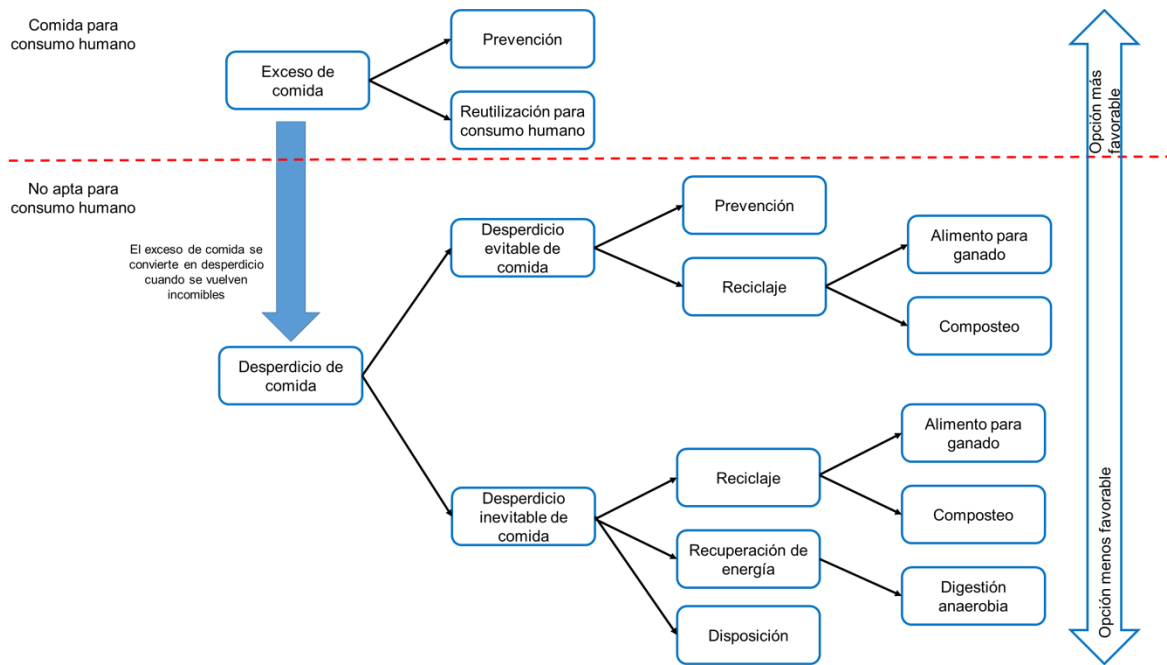 Comida para
consumo humano
Exceso de
comida
Prevención
Reutilización para
consumo humano
Opción más
favorable
No apta para
consumo humano
El exceso de comida se
convierte en desperdicio
cuando se vuelven
incomibles
Desperdicio de
comida
Desperdicio
evitable de
comida
Prevención
Reciclaje
Alimento para
ganado
Composteo
Desperdicio
inevitable de
comida
Reciclaje
Alimento para
ganado
Composteo
Recuperación de
energía
Digestión
anaerobia
Disposición
Opción menos favorable